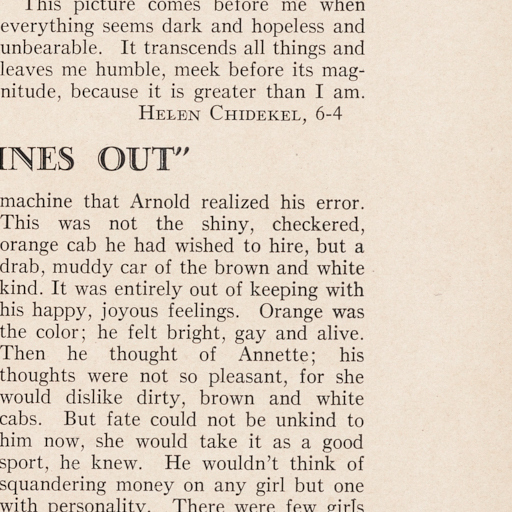 This picture comes before me when
everything seems dark and hopeless and
unbearable. It transcends all things and
leaves me humble, meek before its mag-
nitude, because it is greater than I am.
HELEN CHIDEKEL, 6-4
INES OUT”
machine that Arnold realized his error.
This was not the shiny, checkered,
orange cab he had wished to hire, but a
drab, muddy car of the brown and white
kind. It was entirely out of keeping with
his happy, joyous feelings. Orange was
the color; he felt bright, gay and alive.
Then he thought of Annette; his
thoughts were not so pleasant, for she
would dislike dirty, brown and white
cabs. But fate could not be unkind to
him now, she would take it as a good
sport, he knew. He wouldn't think of
squandering money on any girl but one
with personality. There were few girls